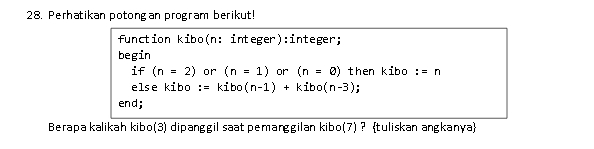 28. Perhatikan potongan program berikut!
function kibo(n: integer):integer;
begin
if (n = 2) or (n = 1) or (n = 0) then kibo := n
else kibo := kibo(n-1) + kibo(n-3);
end;
Berapa kalikah kibo(3) dipanggil saat pemanggilan kibo(7) ? {tuliskan angkanya}